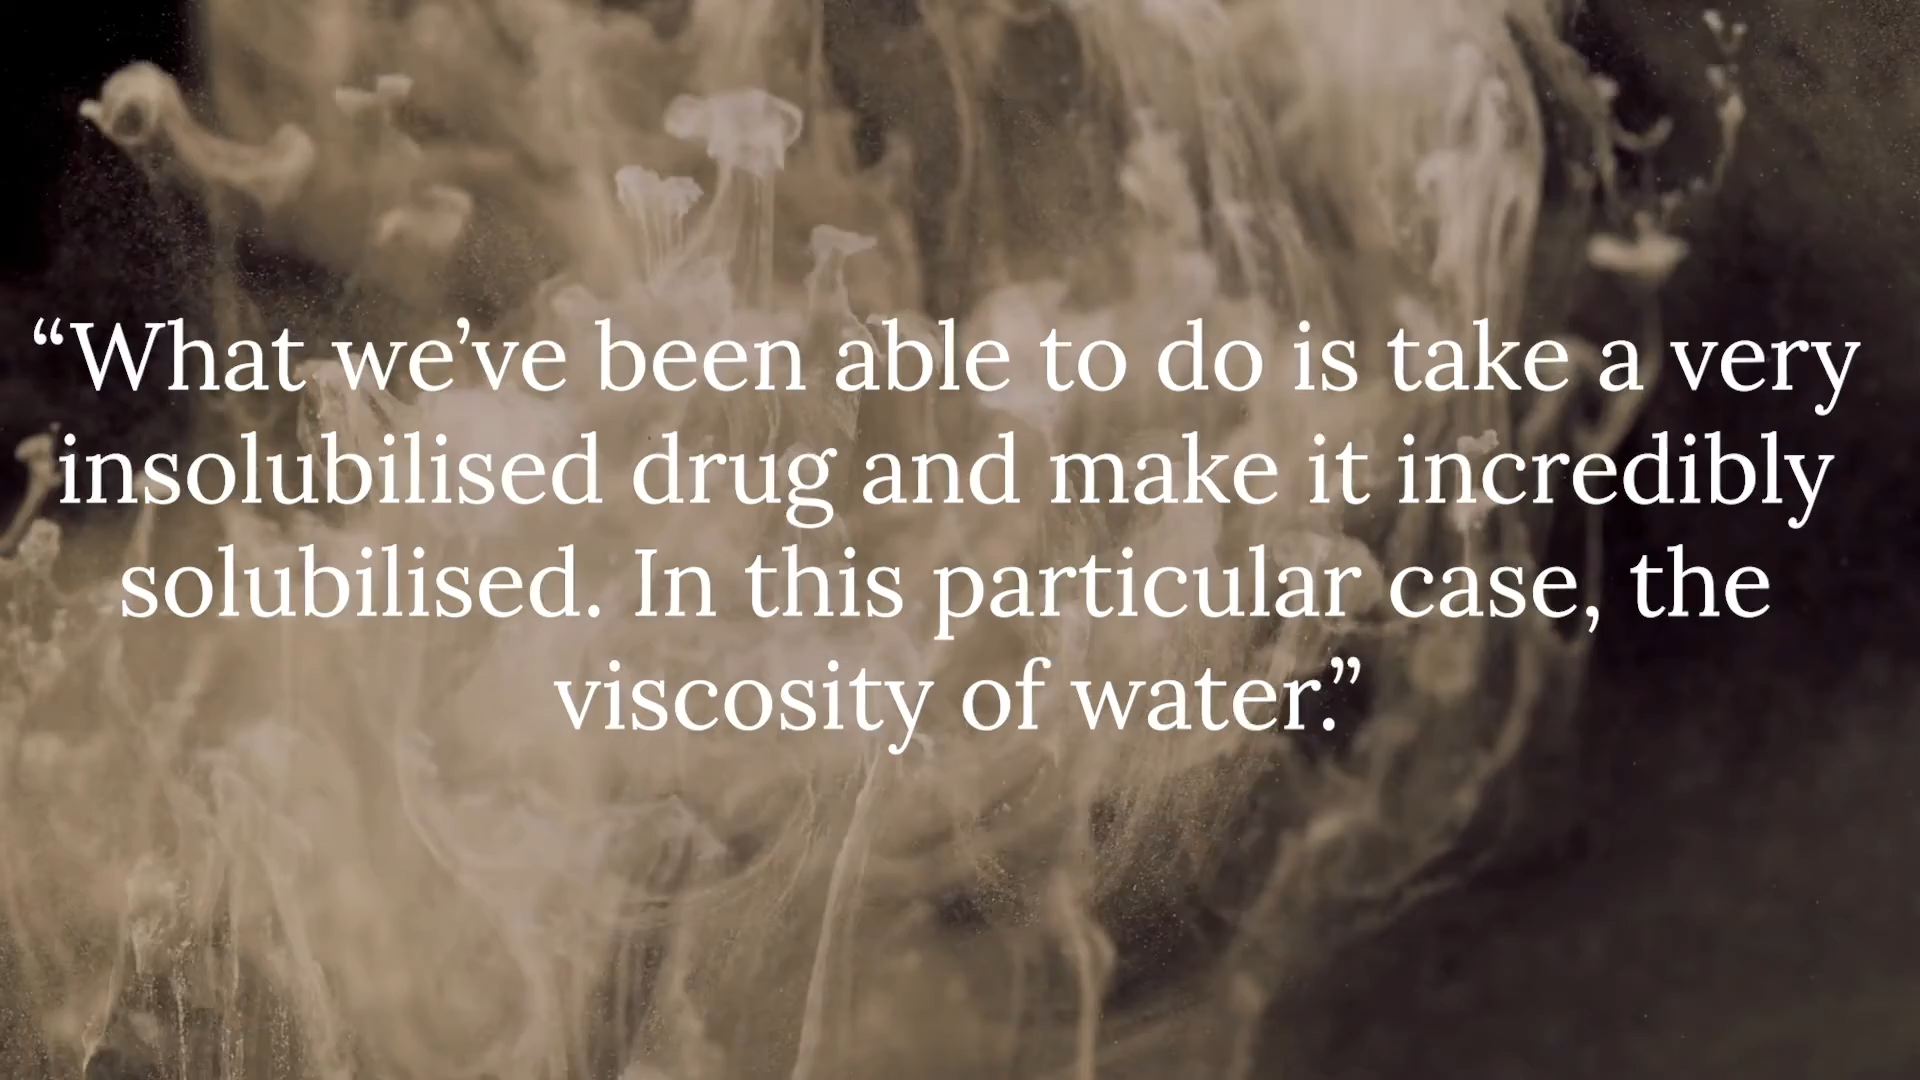 “What we’ve been able to do is take a very
insolubilised drug and make it incredibly
solubilised. In this particular case, the
viscosity of water.”